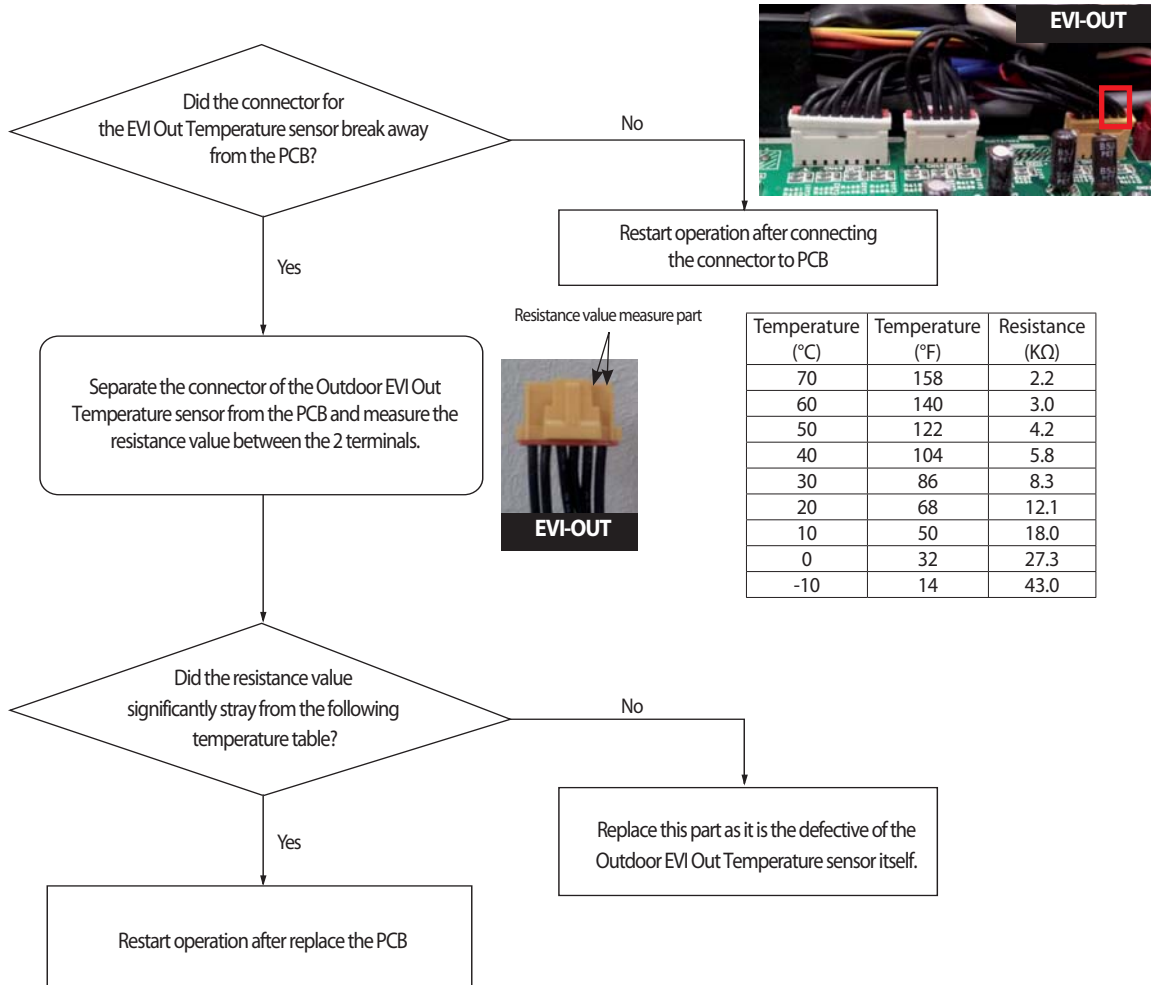 EVI-OUT
Did the connector for
the EVI Out Temperature sensor break away
from the PCB?
No
Restart operation after connecting
the connector to PCB
Yes
Separate the connector of the Outdoor EVI Out
Temperature sensor from the PCB and measure the
resistance value between the 2 terminals.
Resistance value measure part
EVI-OUT
Temperature Temperature Resistance
(°C) (°F) (KΩ)
70 158 2.2
60 140 3.0
50 122 4.2
40 104 5.8
30 86 8.3
20 68 12.1
10 50 18.0
0 32 27.3
-10 14 43.0
Did the resistance value
significantly stray from the following
temperature table?
No
Replace this part as it is the defective of the
Outdoor EVI Out Temperature sensor itself.
Yes
Restart operation after replace the PCB